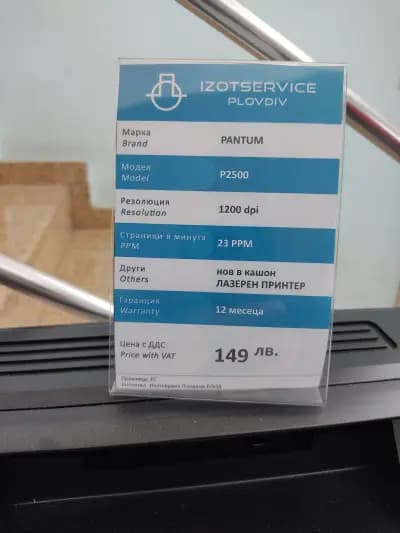 IZOTSERVICE
PLOVDIV
Марка
Brand
PANTUM
Модел
Model
P2500
Резолюция
Resolution
1200 dpi
Страници в минута
PPM
23 PPM
Други
Others
нов в кашон
ЛАЗЕРЕН ПРИНТЕР
Гаранция
Warranty
12 месеца
Цена с ДДС
Price with VAT
149 лв.